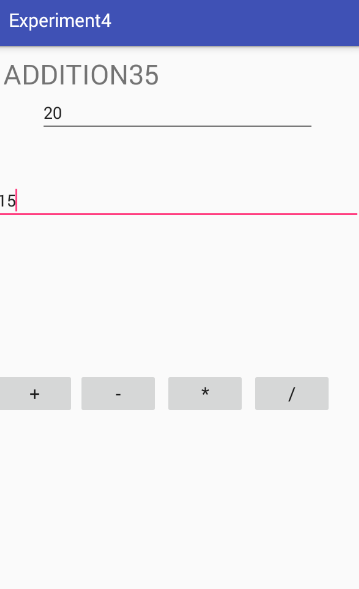 Experiment4
ADDITION35
20
15
+ - * /